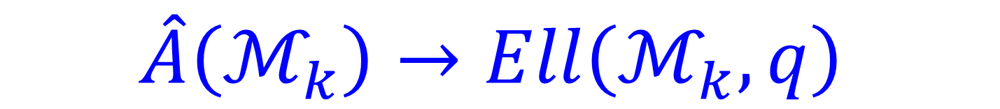 Â(ℳₖ) → Ell(ℳₖ, q)